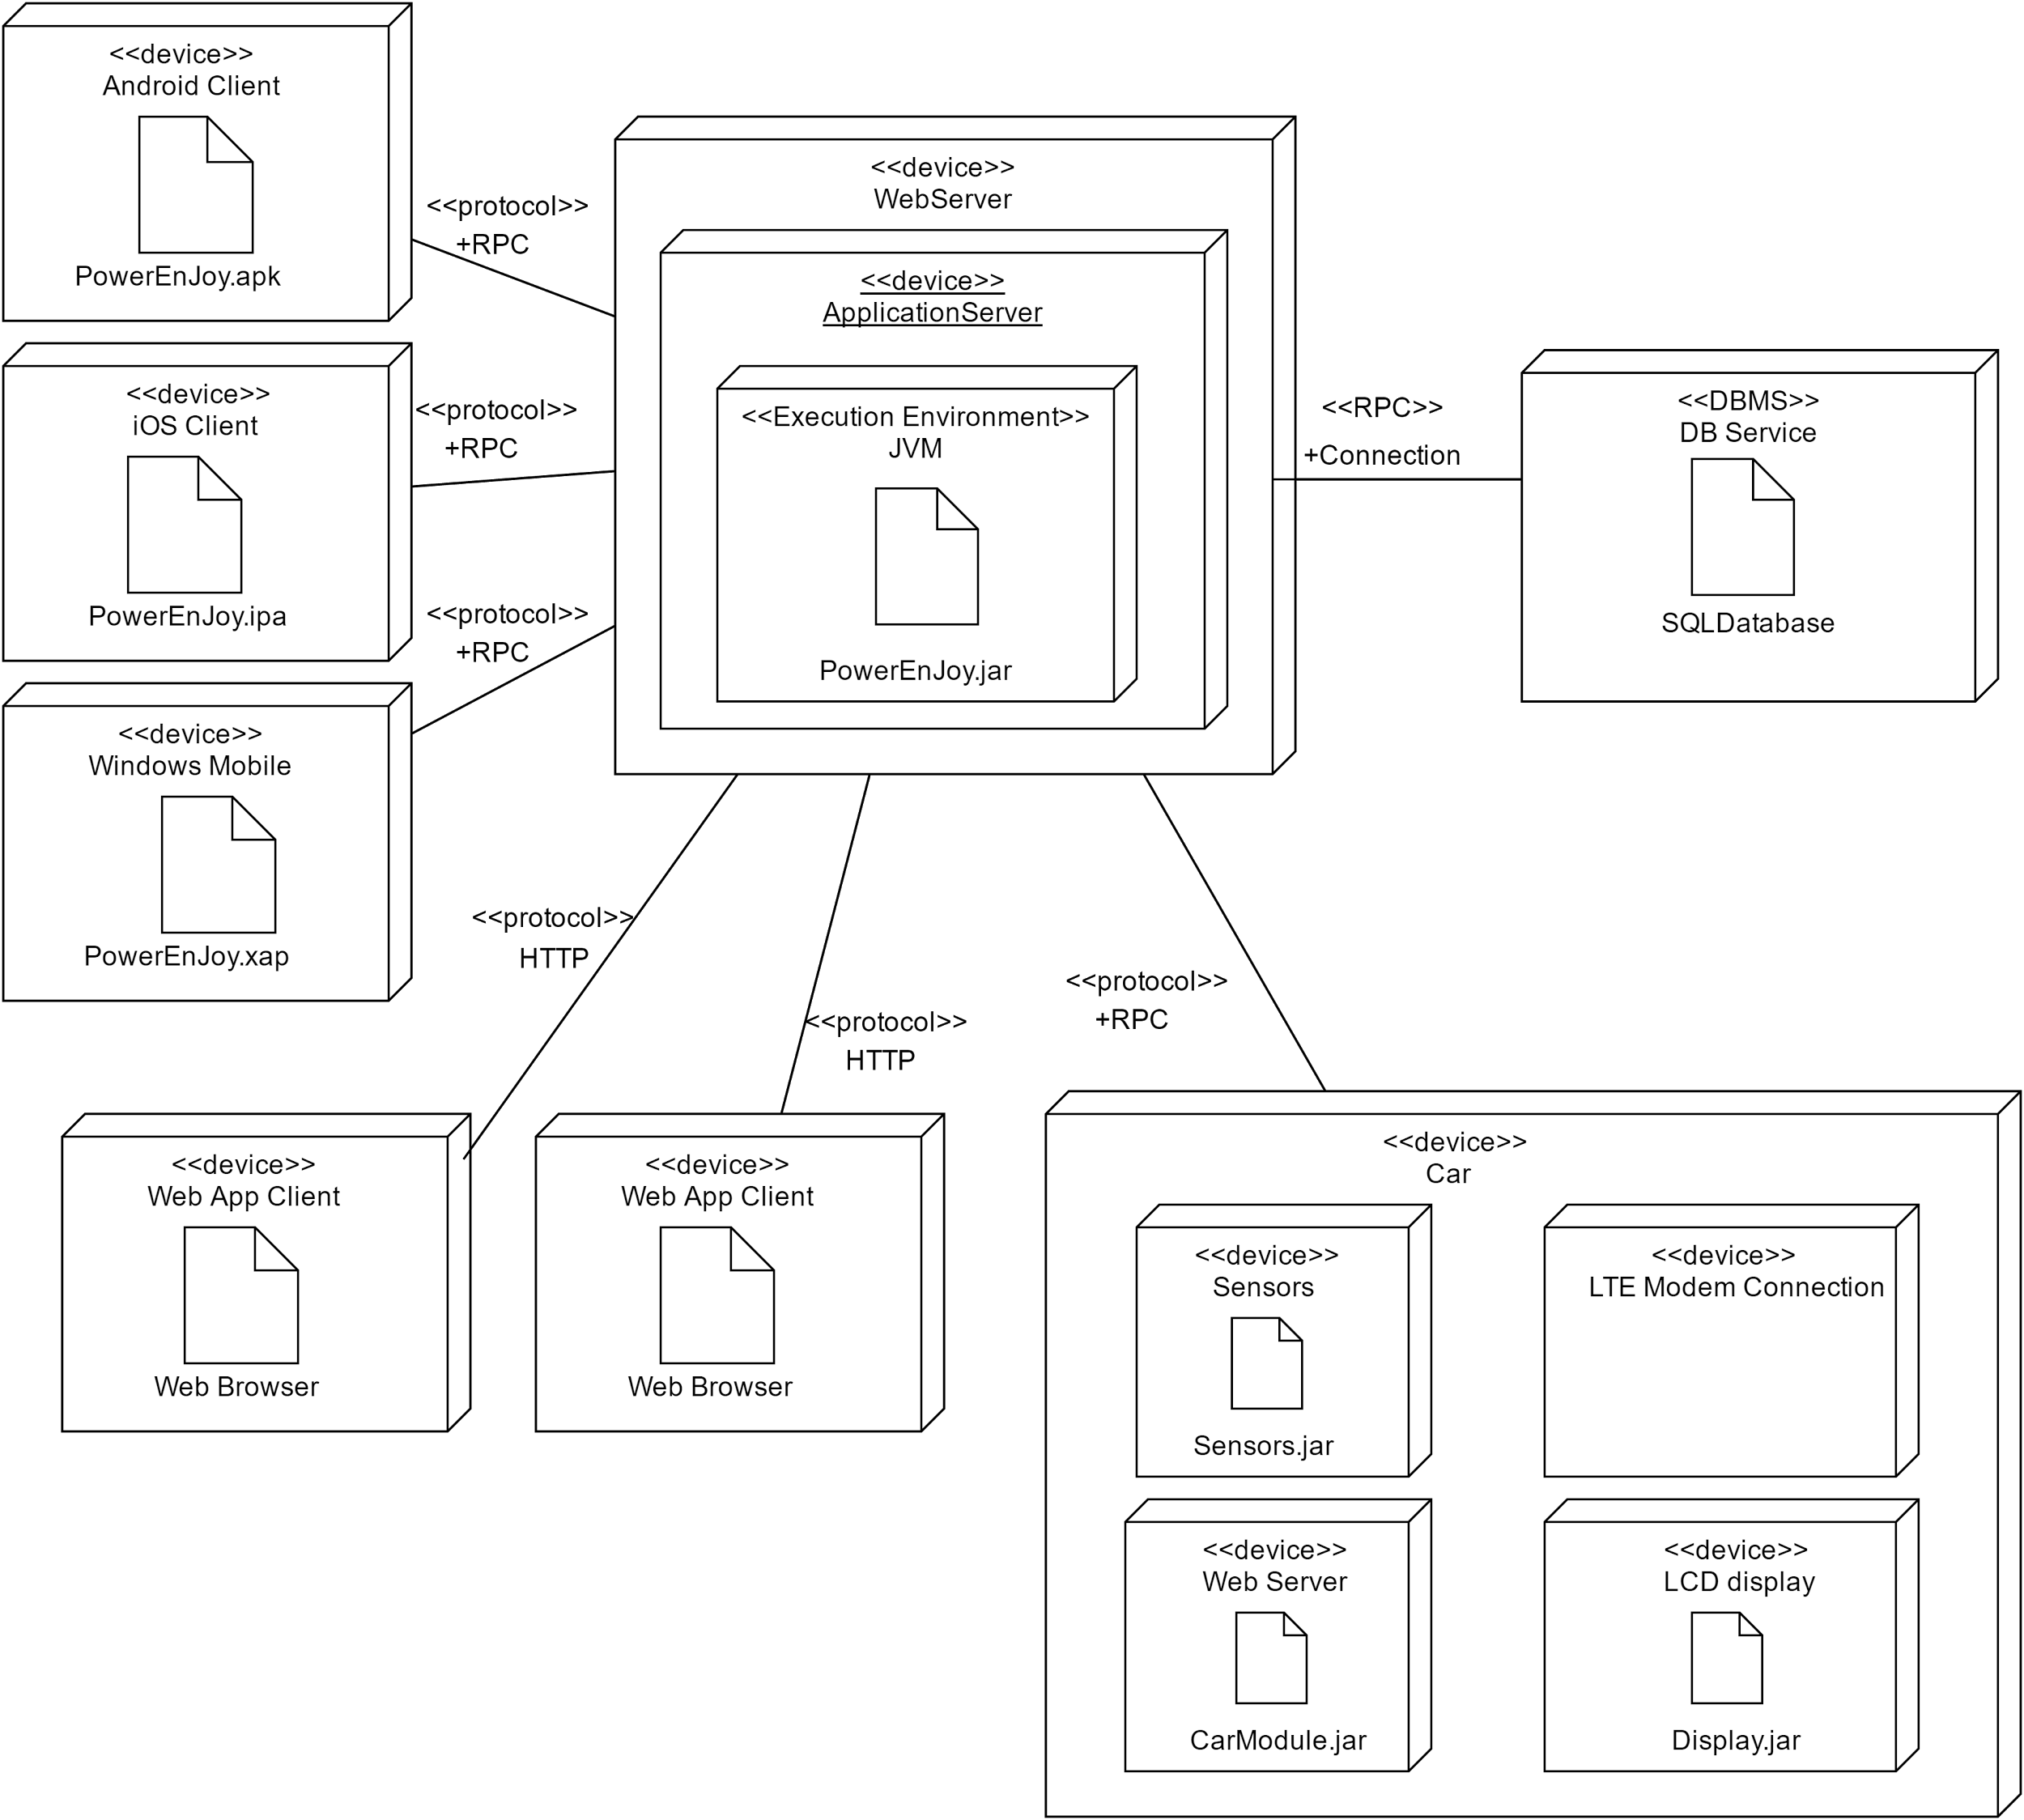 <<device>>
Android Client
PowerEnJoy.apk
<<protocol>>
+RPC
<<device>>
iOS Client
PowerEnJoy.ipa
<<protocol>>
+RPC
<<device>>
Windows Mobile
PowerEnJoy.xap
<<protocol>>
+RPC
<<device>>
WebServer
<<device>>
ApplicationServer
<<Execution Environment>>
JVM
PowerEnJoy.jar
<<RPC>>
+Connection
<<DBMS>>
DB Service
SQLDatabase
<<protocol>>
HTTP
<<protocol>>
HTTP
<<protocol>>
+RPC
<<device>>
Web App Client
Web Browser
<<device>>
Web App Client
Web Browser
<<device>>
Car
<<device>>
Sensors
Sensors.jar
<<device>>
LTE Modem Connection
<<device>>
Web Server
CarModule.jar
<<device>>
LCD display
Display.jar